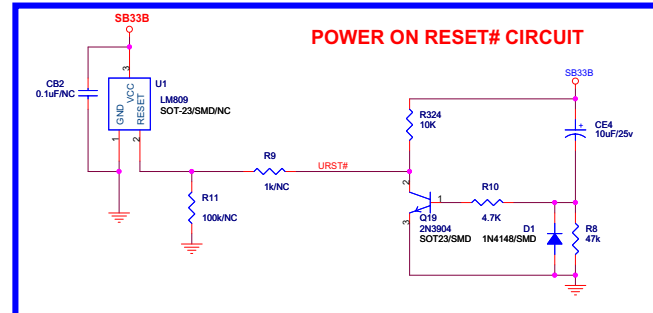 SB33B
POWER ON RESET# CIRCUIT
SB33B
CB2
0.1uF/NC
3
U1
LM809
SOT-23/SMD/NC
GND
VCC
RESET
1
2
R324
10K
CE4
+
10uF/25v
R9
1k/NC
URST#
R11
100k/NC
2
1
3
Q19
2N3904
SOT23/SMD
R10
4.7K
D1
1N4148/SMD
R8
47k